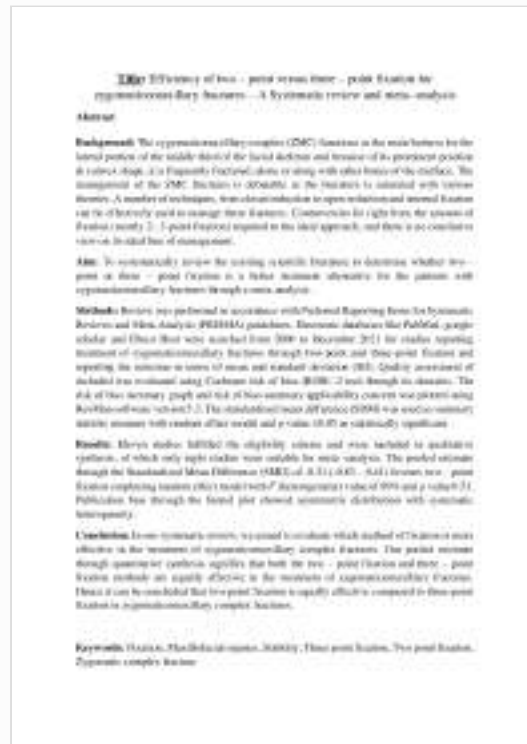 Title: Efficiency of two – point versus three – point fixation for
zygomaticomaxillary fractures – A Systematic review and meta-analysis
Abstract
Background: The zygomaticomaxillary complex (ZMC) functions as the main buttress for the
lateral portion of the middle third of the facial skeleton and because of its prominent position
& convex shape, it is frequently fractured, alone or along with other bones of the midface. The
management of the ZMC fractures is debatable as the literature is saturated with various
theories. A number of techniques, from closed reduction to open reduction and internal fixation
can be effectively used to manage these fractures. Controversies lie right from the amount of
fixation (mostly 2-, 3-point fixation) required to the ideal approach, and there is no conclusive
view on its ideal line of management.
Aim: To systematically review the existing scientific literature to determine whether two –
point or three – point fixation is a better treatment alternative for the patients with
zygomaticomaxillary fractures through a meta-analysis.
Methods: Review was performed in accordance with Preferred Reporting Items for Systematic
Reviews and Meta-Analysis (PRISMA) guidelines. Electronic databases like PubMed, google
scholar and Ebsco Host were searched from 2000 to December 2021 for studies reporting
treatment of zygomaticomaxillary fractures through two-point and three-point fixation and
reporting the outcome in terms of mean and standard deviation (SD). Quality assessment of
included was evaluated using Cochrane risk of bias (ROB) -2 tool through its domains. The
risk of bias summary graph and risk of bias summary applicability concern was plotted using
RevMan software version 5.3. The standardized mean difference (SMD) was used as summary
statistic measure with random effect model and p value <0.05 as statistically significant.
Results: Eleven studies fulfilled the eligibility criteria and were included in qualitative
synthesis, of which only eight studies were suitable for meta-analysis. The pooled estimate
through the Standardized Mean Difference (SMD) of favours two – point
fixation employing random effect model with I² heterogeneity value of and p value
Publication bias through the funnel plot showed asymmetric distribution with systematic
heterogeneity.
Conclusion: In our systematic review, we aimed to evaluate which method of fixation is more
effective in the treatment of zygomaticomaxillary complex fractures. Our pooled estimate
through quantitative synthesis signifies that both the two – point fixation and three – point
fixation methods are equally effective in the treatment of zygomaticomaxillary fractures.
Hence it can be concluded that two-point fixation is equally effective compared to three-point
fixation in zygomaticomaxillary complex fractures.
Keywords: Fixation, Maxillofacial injuries, Stability, Three point fixation, Two point fixation,
Zygomatic complex fracture